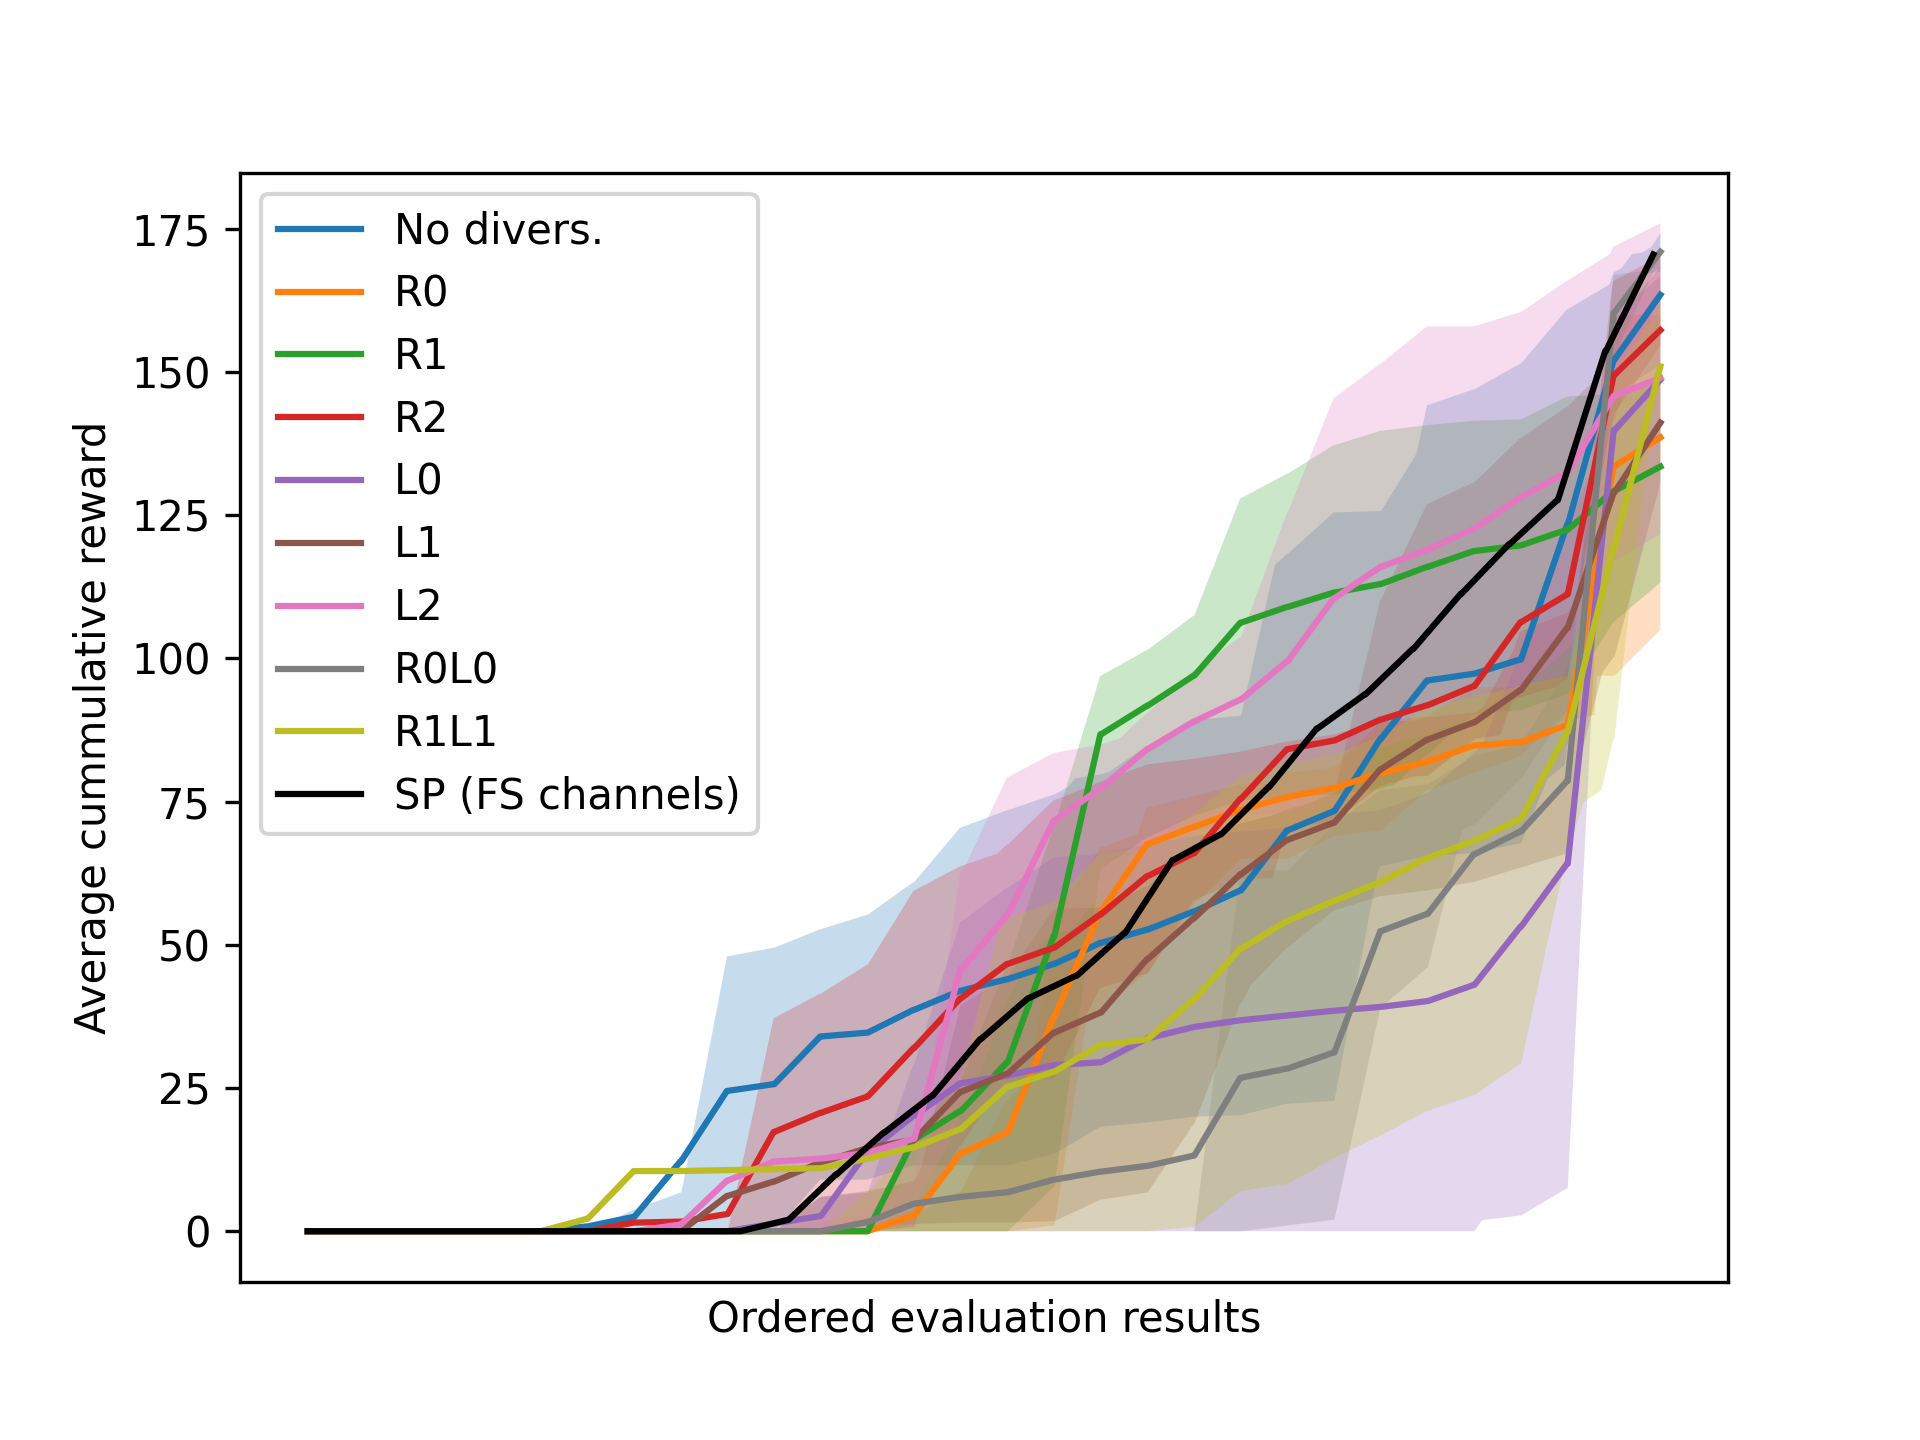 175
150
125
100
75
50
25
0
Average cummulative reward
No divers.
R0
R1
R2
L0
L1
L2
R0L0
R1L1
SP (FS channels)
Ordered evaluation results